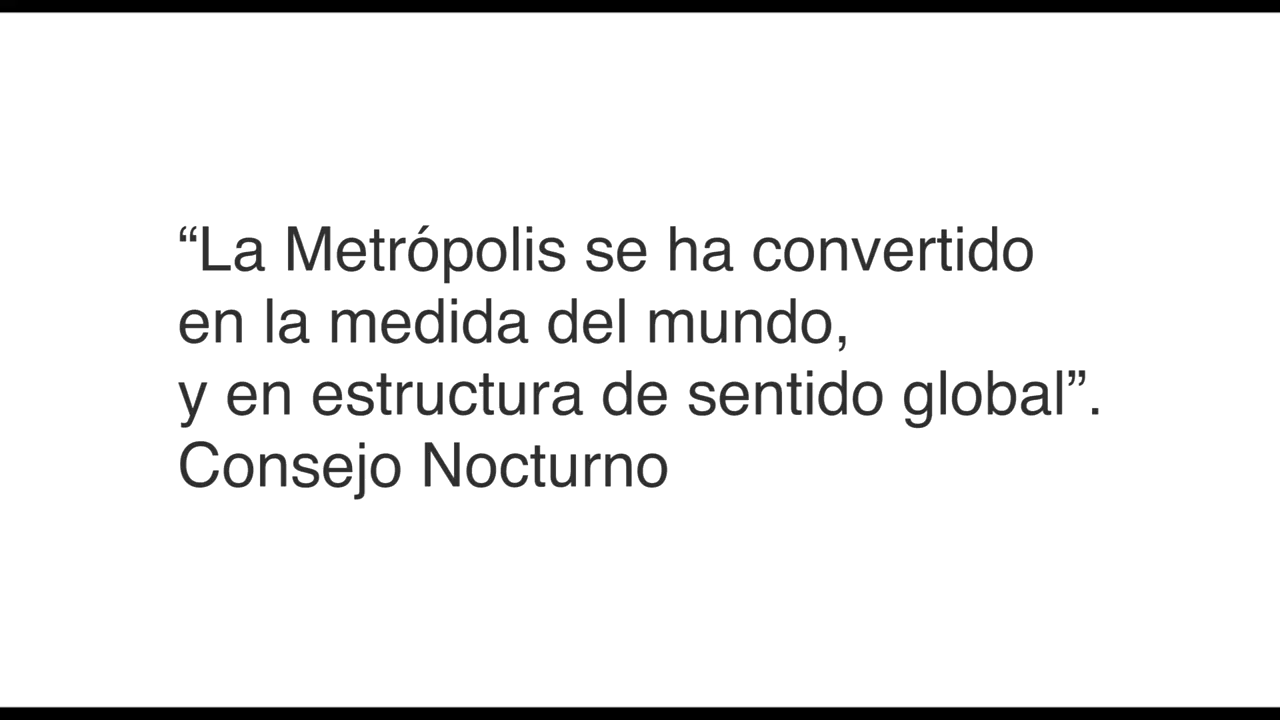 “La Metrópolis se ha convertido
en la medida del mundo,
y en estructura de sentido global”.
Consejo Nocturno